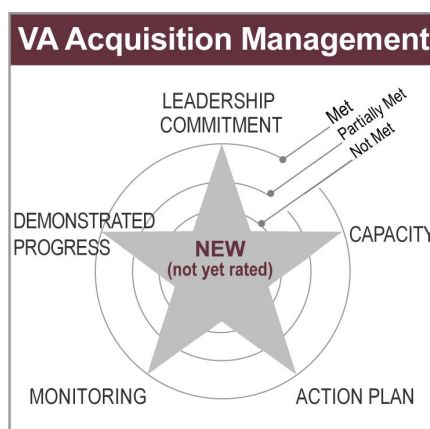 VA Acquisition Management
LEADERSHIP
COMMITMENT
Met
Partially Met
Not Met
DEMONSTRATED
PROGRESS
NEW
(not yet rated)
CAPACITY
MONITORING
ACTION PLAN